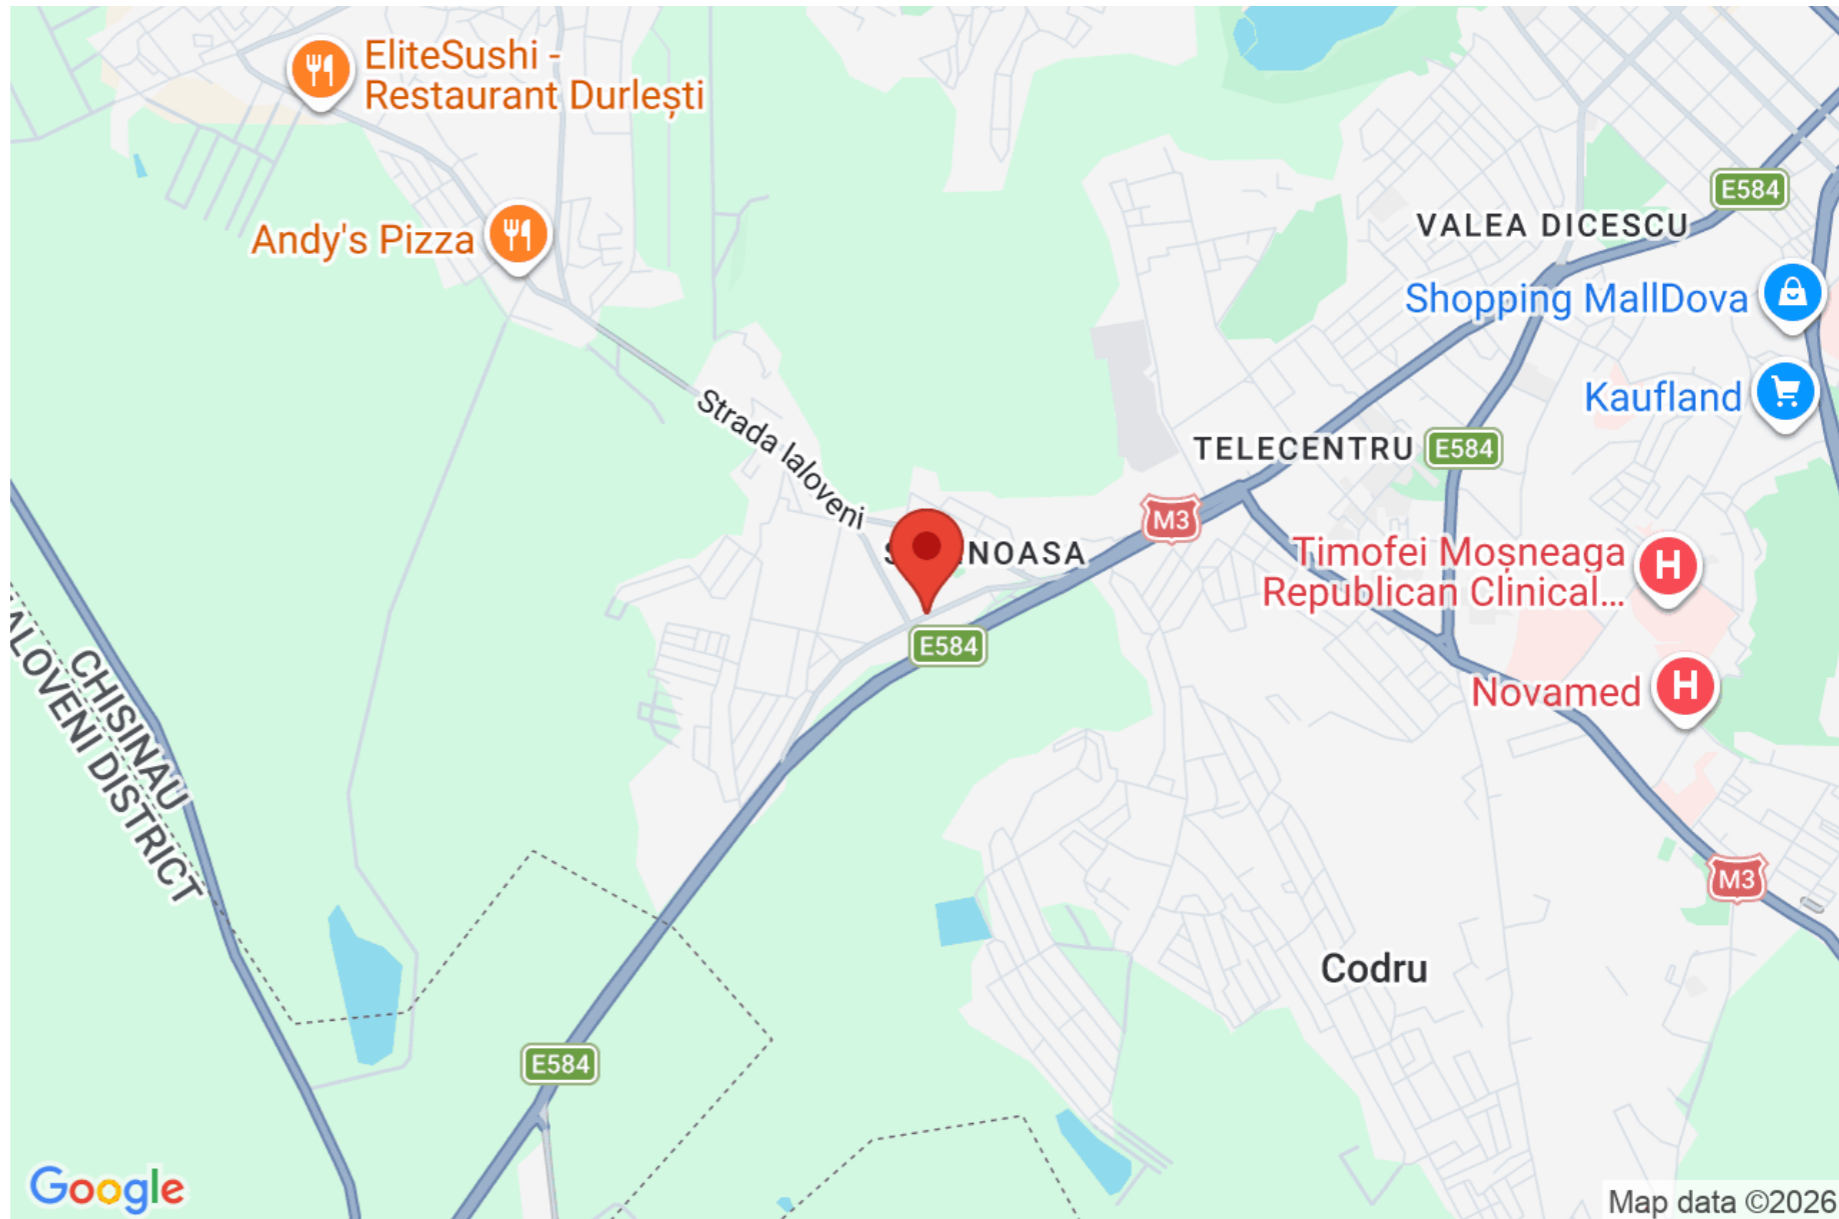 EliteSushi -
Restaurant Durlești
Andy's Pizza
E584
VALEA DICESCU
Shopping MallDova
Kaufland
Strada Ialoveni
TELECENTRU
E584
M3
NOASA
Timofei Moșneaga
Republican Clinical...
E584
Novamed
CHISINAU
IALOVENI DISTRICT
M3
Codru
E584
Google
Map data ©2026